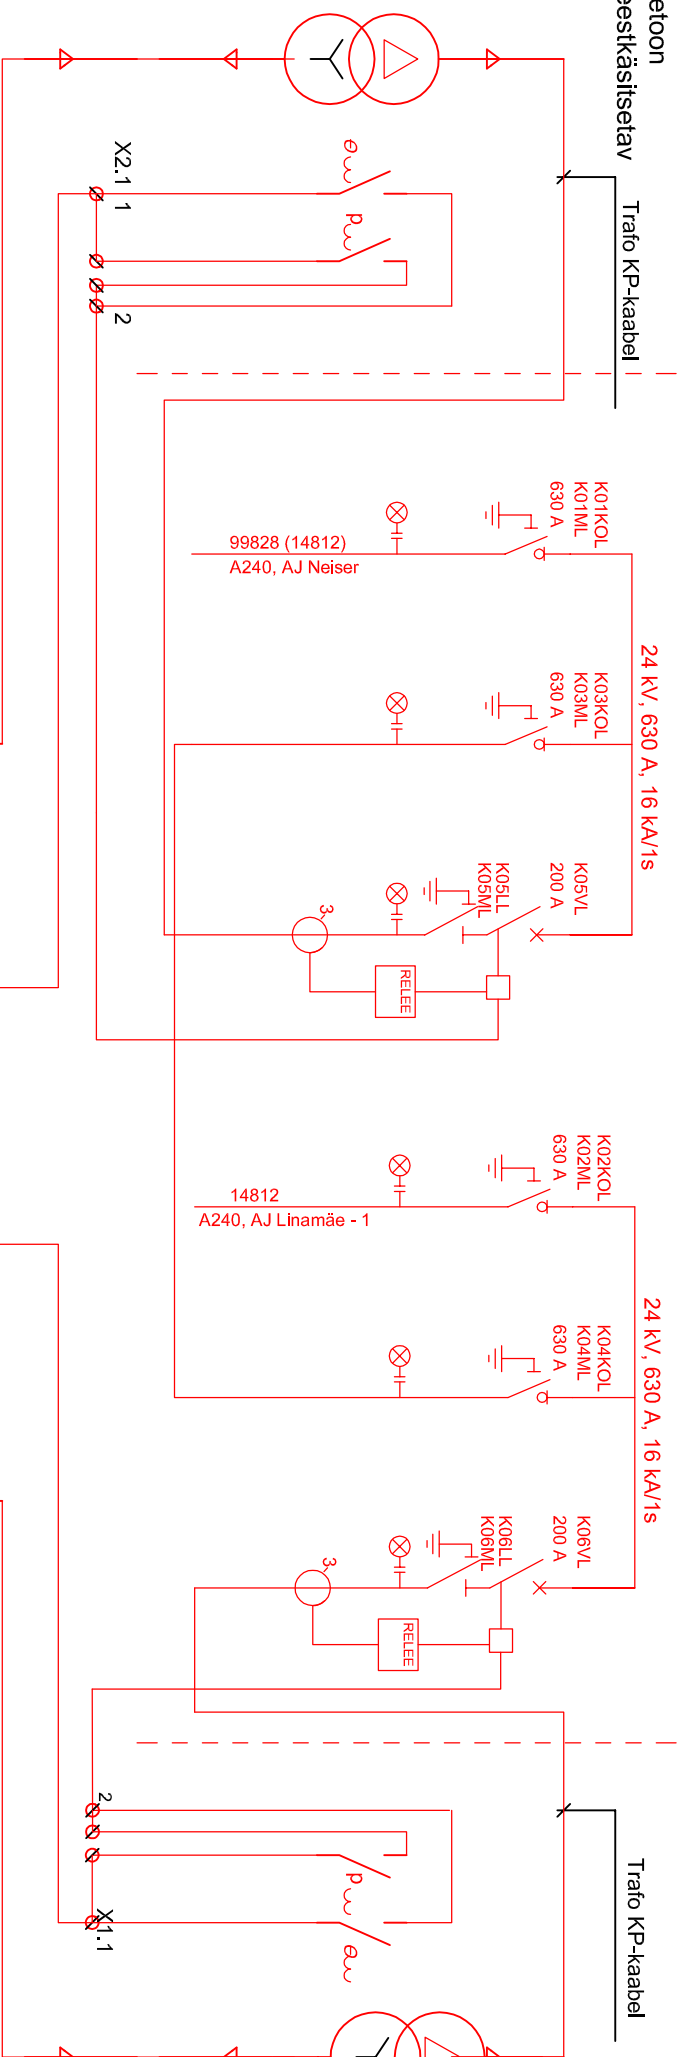 etoon
eestkäsitsetav
Trafo KP-kaabel
X2.1
1
2
Θ
p
K01KOL
K01ML
630 A
99828 (14812)
A240, AJ Neiser
24 kV, 630 A, 16 kA/1s
K03KOL
K03ML
630 A
K05VL
200 A
K05LL
K05ML
3
RELEE
K02KOL
K02ML
630 A
14812
A240, AJ Linamäe - 1
24 kV, 630 A, 16 kA/1s
K04KOL
K04ML
630 A
K06VL
200 A
K06LL
K06ML
3
RELEE
2
X1.1
p
Θ
Trafo KP-kaabel